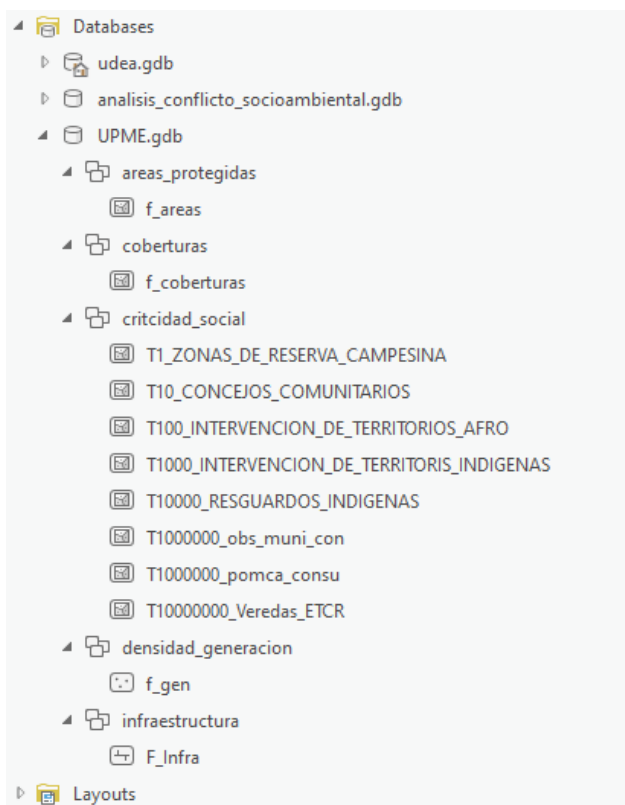 Databases
udea.gdb
analisis_conflicto_socioambiental.gdb
UPME.gdb
areas_protegidas
f_areas
coberturas
f_coberturas
critcidad_social
T1_ZONAS_DE_RESERVA_CAMPESINA
T10_CONCEJOS_COMUNITARIOS
T100_INTERVENCION_DE_TERRITORIOS_AFRO
T1000_INTERVENCION_DE_TERRITORIS_INDIGENAS
T10000_RESGUARDOS_INDIGENAS
T1000000_obs_muni_con
T1000000_pomca_consu
T10000000_Veredas_ETCR
densidad_generacion
f_gen
infraestructura
F_Infra
Layouts